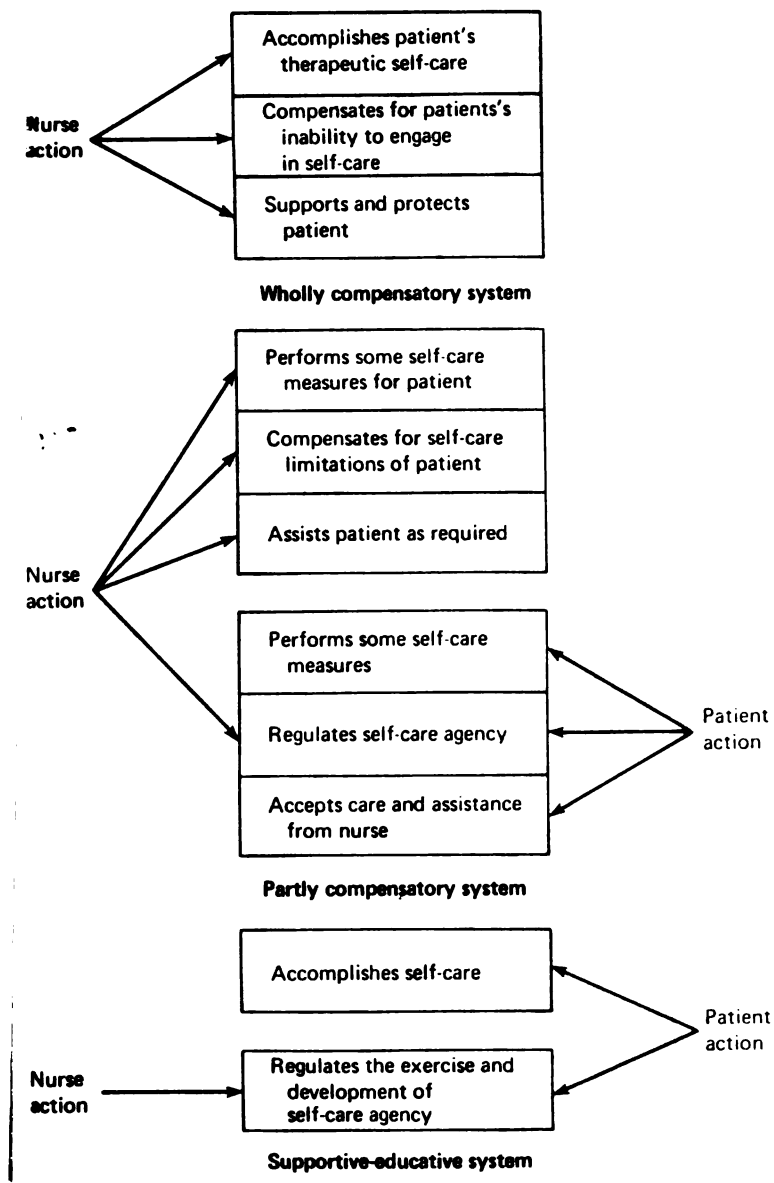 Accomplishes patient's
therapeutic self-care
Nurse
action
Compensates for patients's
inability to engage
in self-care
Supports and protects
patient
Wholly compensatory system
Performs some self-care
measures for patient
Compensates for self-care
limitations of patient
Assists patient as required
Nurse
action
Performs some self-care
measures
Regulates self-care agency
Patient
action
Accepts care and assistance
from nurse
Partly compensatory system
Accomplishes self-care
Patient
action
Nurse
action
Regulates the exercise and
development of
self-care agency
Supportive-educative system